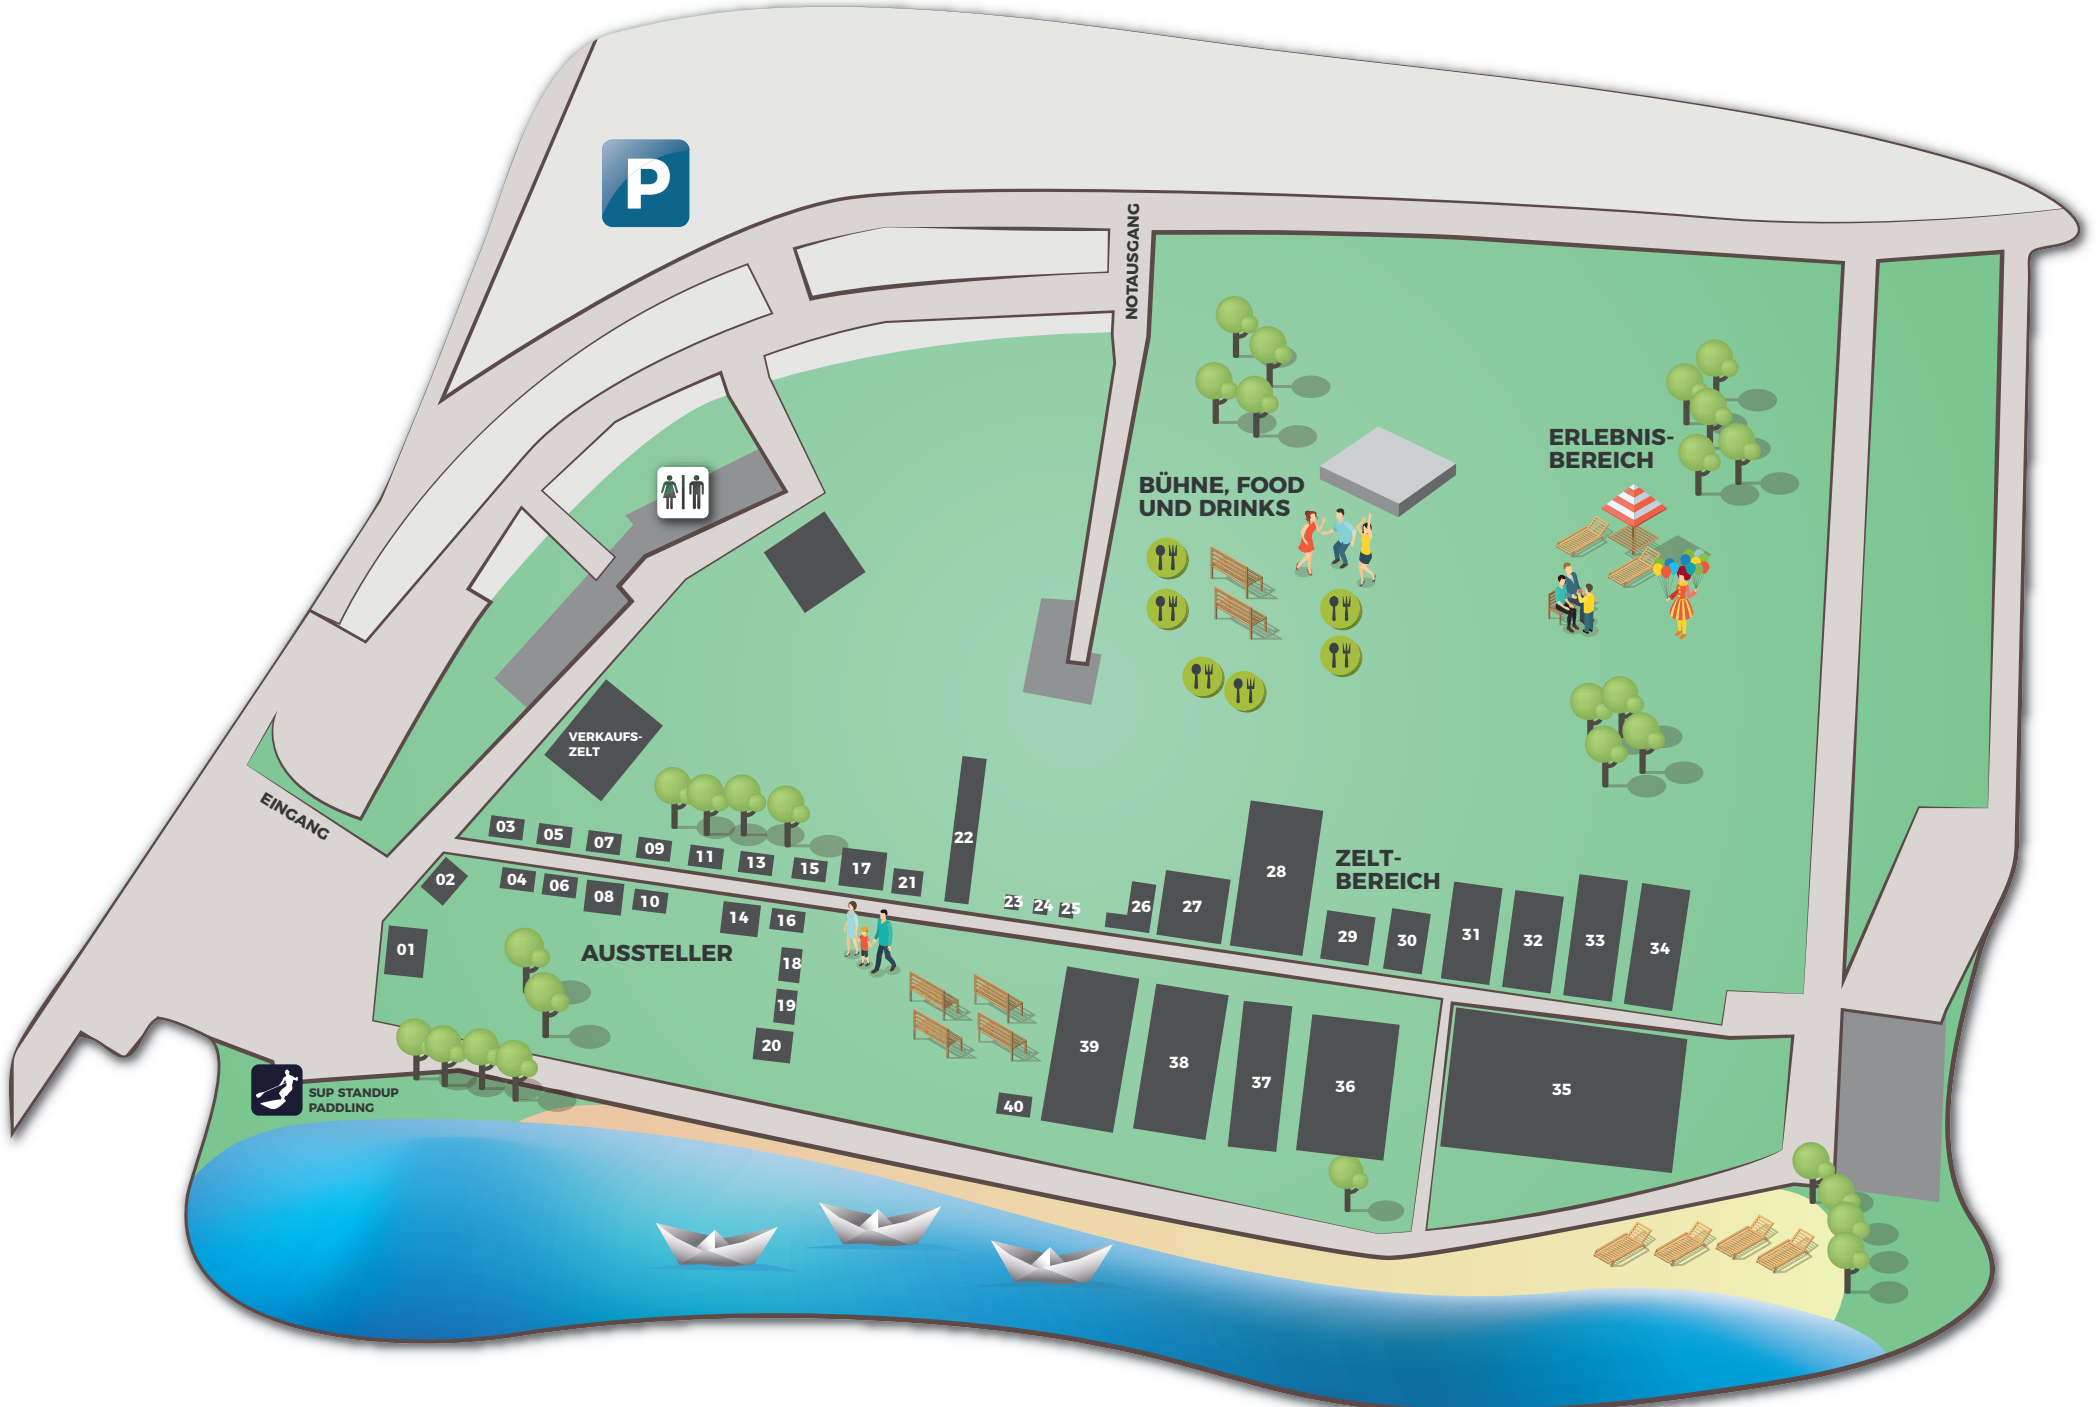 P
NOTAUSGANG
ERLEBNIS-
BEREICH
BÜHNE, FOOD
UND DRINKS
VERKAUFS-
ZELT
EINGANG
03
05
07
09
11
13
15
17
21
22
23
24
25
26
27
28
ZELT-
BEREICH
29
30
31
32
33
34
02
04
06
08
10
14
16
01
AUSSTELLER
18
19
20
40
39
38
37
36
35
SUP STANDUP
PADDLING